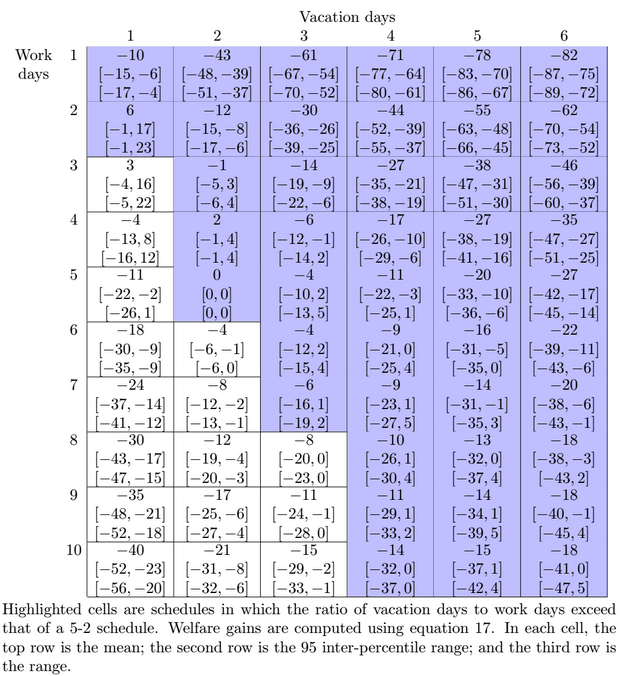 Vacation days
1 2 3 4 5 6
Work days
1 −10 −43 −61 −71 −78 −82
[−15, −6] [−48, −39] [−67, −54] [−77, −64] [−83, −70] [−87, −75]
[−17, −4] [−51, −37] [−70, −52] [−80, −61] [−86, −67] [−89, −72]
2 6 −12 −30 −44 −55 −62
[−1, 17] [−15, −8] [−36, −26] [−52, −39] [−63, −48] [−70, −54]
[−1, 23] [−17, −6] [−39, −25] [−55, −37] [−66, −45] [−73, −52]
3 3 −1 −14 −27 −38 −46
[−4, 16] [−5, 3] [−19, −9] [−35, −21] [−47, −31] [−56, −39]
[−5, 22] [−6, 4] [−22, −6] [−38, −19] [−51, −30] [−60, −37]
4 −4 2 −6 −17 −27 −35
[−13, 8] [−1, 4] [−12, −1] [−26, −10] [−38, −19] [−47, −27]
[−16, 12] [−1, 4] [−14, 2] [−29, −6] [−41, −16] [−51, −25]
5 −11 0 −4 −11 −20 −27
[−22, −2] [0, 0] [−10, 2] [−22, −3] [−33, −10] [−42, −17]
[−26, 1] [0, 0] [−13, 5] [−25, 1] [−36, −6] [−45, −14]
6 −18 −4 −4 −9 −16 −22
[−30, −9] [−6, −1] [−12, 2] [−21, 0] [−31, −5] [−39, −11]
[−35, −9] [−6, 0] [−15, 4] [−25, 4] [−35, 0] [−43, −6]
7 −24 −8 −6 −9 −14 −20
[−37, −14] [−12, −2] [−16, 1] [−23, 1] [−31, −1] [−38, −6]
[−41, −12] [−13, −1] [−19, 2] [−27, 5] [−35, 3] [−43, −1]
8 −30 −12 −8 −10 −13 −18
[−43, −17] [−19, −4] [−20, 0] [−26, 1] [−32, 0] [−38, −3]
[−47, −15] [−20, −3] [−23, 0] [−30, 4] [−37, 4] [−43, 2]
9 −35 −17 −11 −11 −14 −18
[−48, −21] [−25, −6] [−24, −1] [−29, 1] [−34, 1] [−40, −1]
[−52, −18] [−27, −4] [−28, 0] [−33, 2] [−39, 5] [−45, 4]
10 −40 −21 −15 −14 −15 −18
[−52, −23] [−31, −8] [−29, −2] [−32, 0] [−37, 1] [−41, 0]
[−56, −20] [−32, −6] [−33, −1] [−37, 0] [−42, 4] [−47, 5]
Highlighted cells are schedules in which the ratio of vacation days to work days exceed
that of a 5-2 schedule. Welfare gains are computed using equation 17. In each cell, the
top row is the mean; the second row is the 95 inter-percentile range; and the third row is
the range.